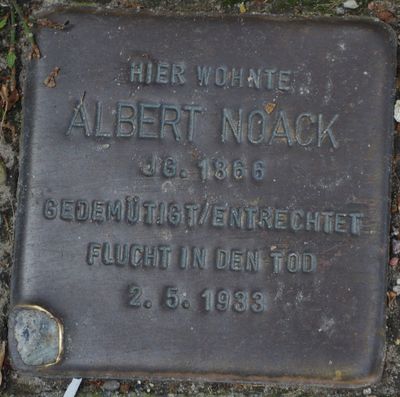 HIER WOHNTE
ALBERT NOACK
JG. 1866
GEDEMÜTIGT/ENTRECHTET
FLUCHT IN DEN TOD
2. 5. 1933